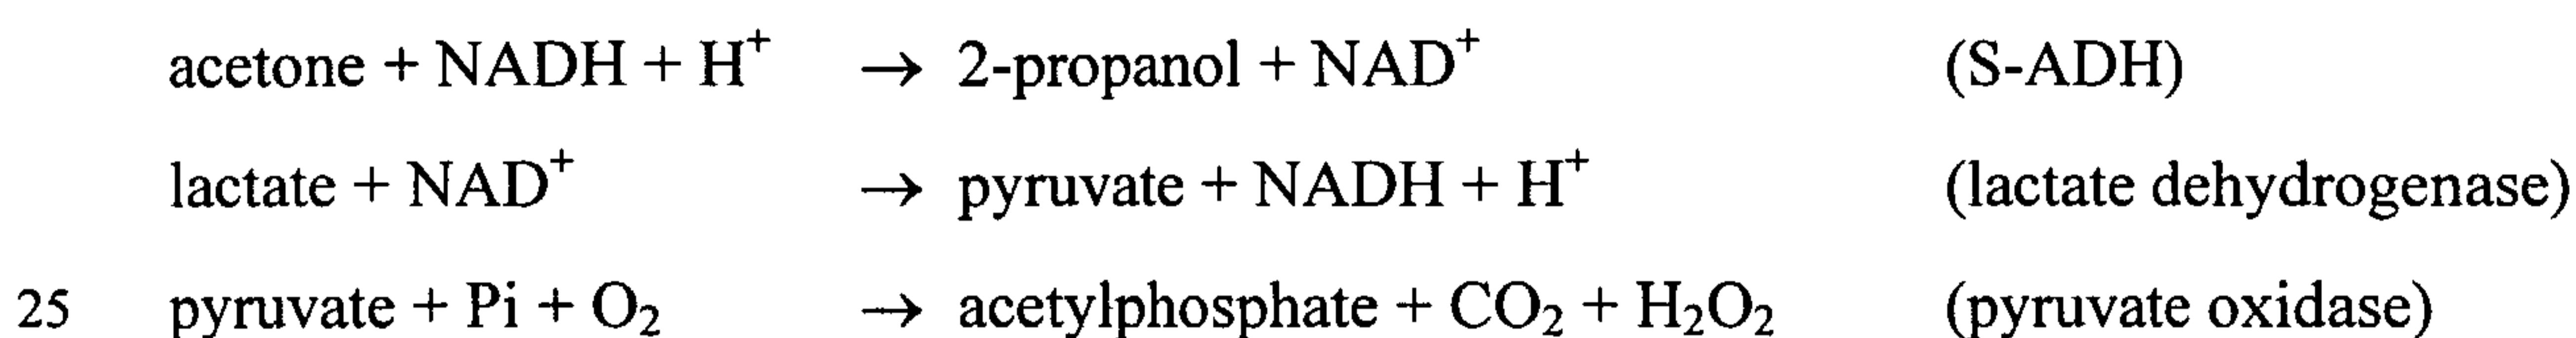 acetone + NADH + H⁺ → 2-propanol + NAD⁺ (S-ADH)
lactate + NAD⁺ → pyruvate + NADH + H⁺ (lactate dehydrogenase)
25 pyruvate + Pi + O₂ → acetylphosphate + CO₂ + H₂O₂ (pyruvate oxidase)